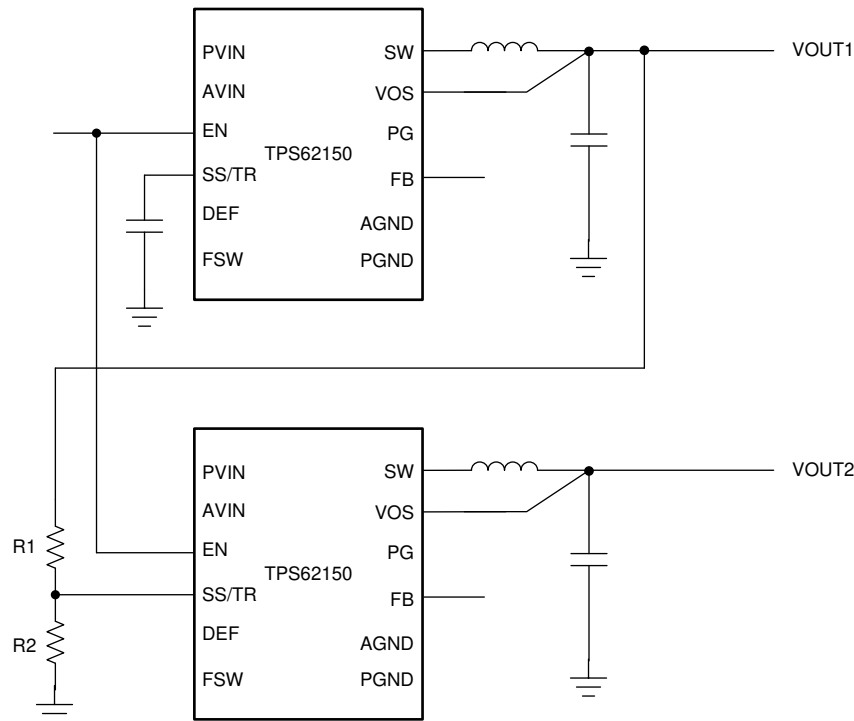 PVIN
SW
VOUT1
AVIN
VOS
EN
PG
TPS62150
SS/TR
FB
DEF
AGND
FSW
PGND
PVIN
SW
VOUT2
AVIN
VOS
R1
EN
PG
TPS62150
SS/TR
FB
R2
DEF
AGND
FSW
PGND